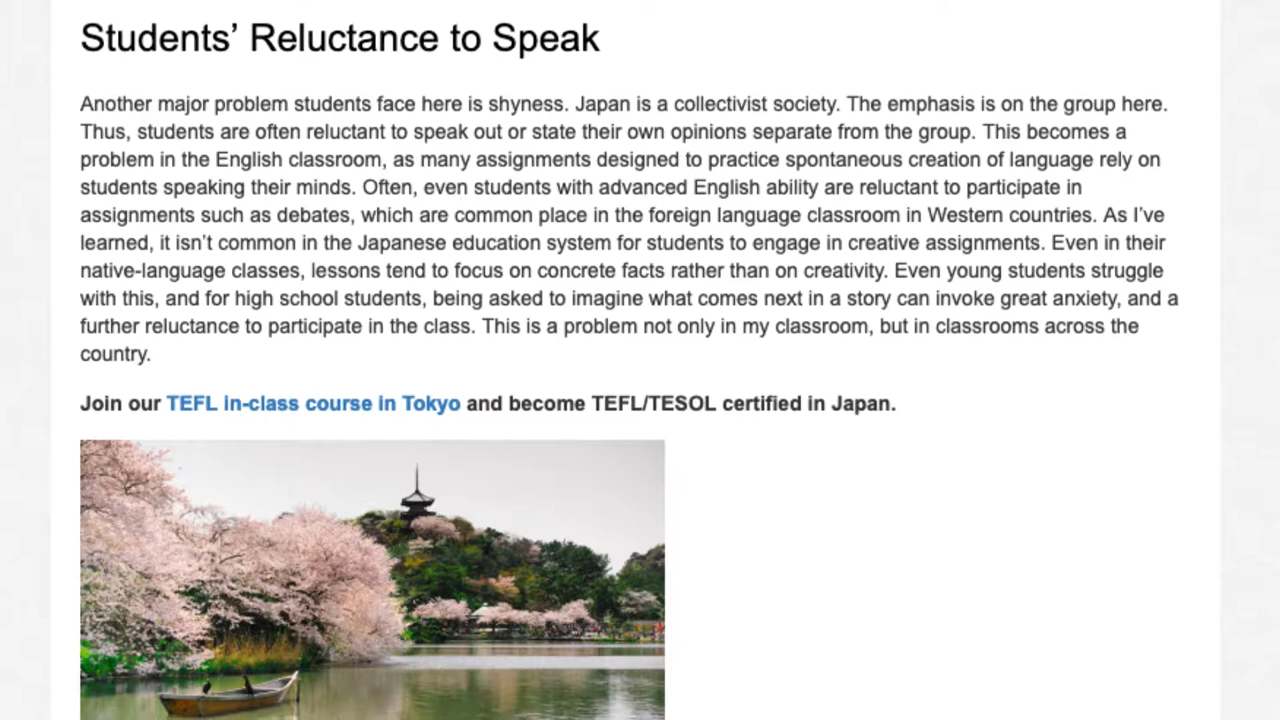 Students’ Reluctance to Speak
Another major problem students face here is shyness. Japan is a collectivist society. The emphasis is on the group here.
Thus, students are often reluctant to speak out or state their own opinions separate from the group. This becomes a
problem in the English classroom, as many assignments designed to practice spontaneous creation of language rely on
students speaking their minds. Often, even students with advanced English ability are reluctant to participate in
assignments such as debates, which are common place in the foreign language classroom in Western countries. As I’ve
learned, it isn’t common in the Japanese education system for students to engage in creative assignments. Even in their
native-language classes, lessons tend to focus on concrete facts rather than on creativity. Even young students struggle
with this, and for high school students, being asked to imagine what comes next in a story can invoke great anxiety, and a
further reluctance to participate in the class. This is a problem not only in my classroom, but in classrooms across the
country.
Join our TEFL in-class course in Tokyo and become TEFL/TESOL certified in Japan.